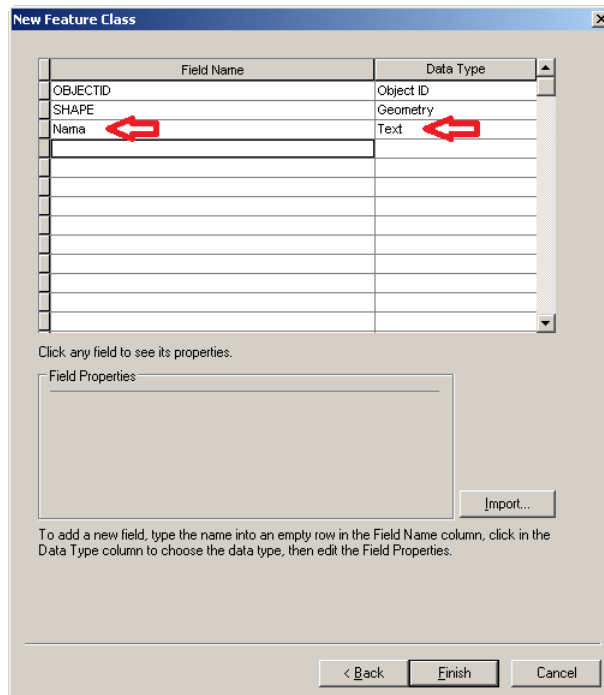 New Feature Class
Field Name Data Type
OBJECTID Object ID
SHAPE Geometry
Nama Text
Click any field to see its properties.
Field Properties
Import...
To add a new field, type the name into an empty row in the Field Name column, click in the
Data Type column to choose the data type, then edit the Field Properties.
< Back Finish Cancel